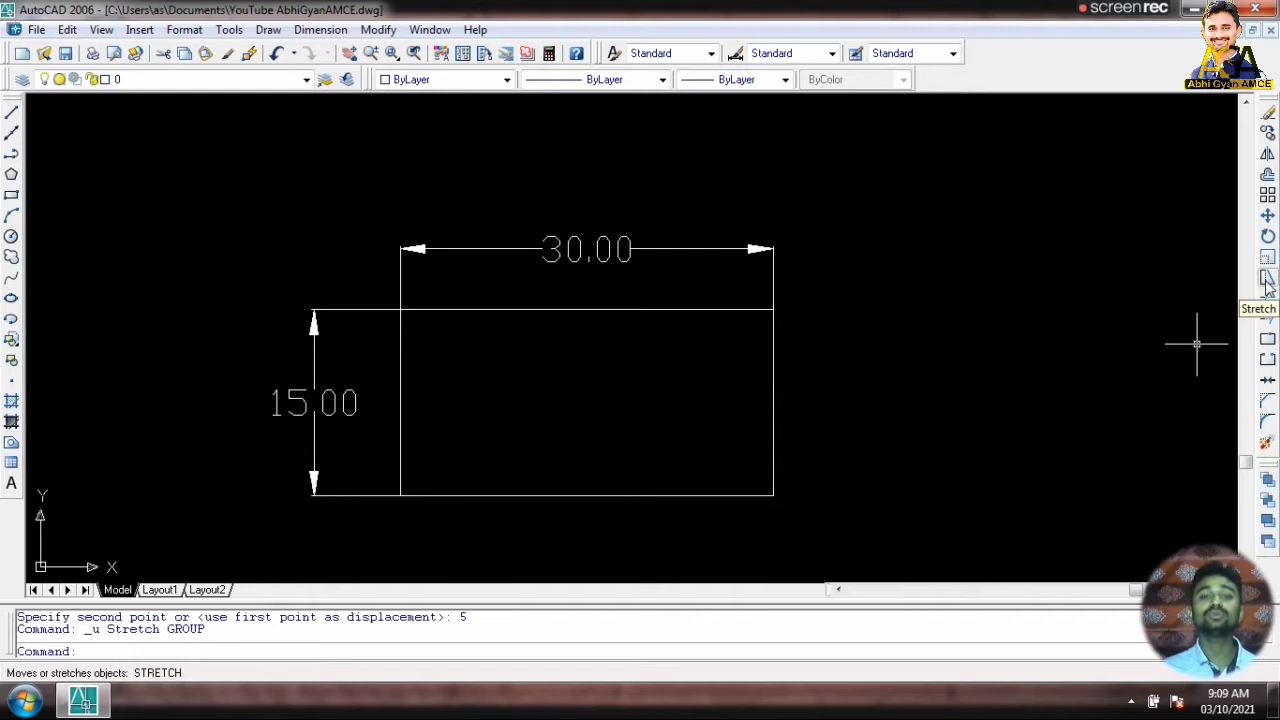 AutoCAD 2006 - [C:\Users\as\Documents\YouTube AbhiGyanAMCE.dwg]
screenrec
File Edit View Insert Format Tools Draw Dimension Modify Window Help
Standard Standard Standard
0 ByLayer ByLayer ByLayer ByColor
Abhi Gyan AMCE
30.00
Stretch
15.00
Y
X
Model Layout1 Layout2
Specify second point or <use first point as displacement>: 5
Command: _u Stretch GROUP
Command:
Moves or stretches objects: STRETCH
9:09 AM
03/10/2021
A